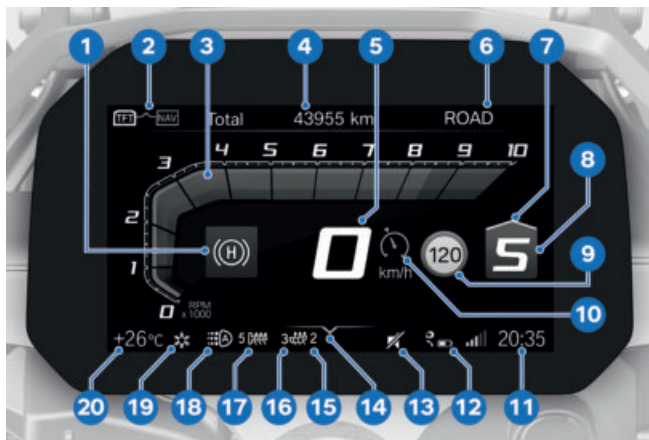 1 2 3 4 5 6 7
TFT NAV Total 43955 km ROAD
3 4 5 6 7 8 9 10
8
2
(H) 0 120 S
9
km/h
1
10
0 RPM x 1000
+26°C A 5 3 2 20:35
20 19 18 17 16 15 14 13 12 11